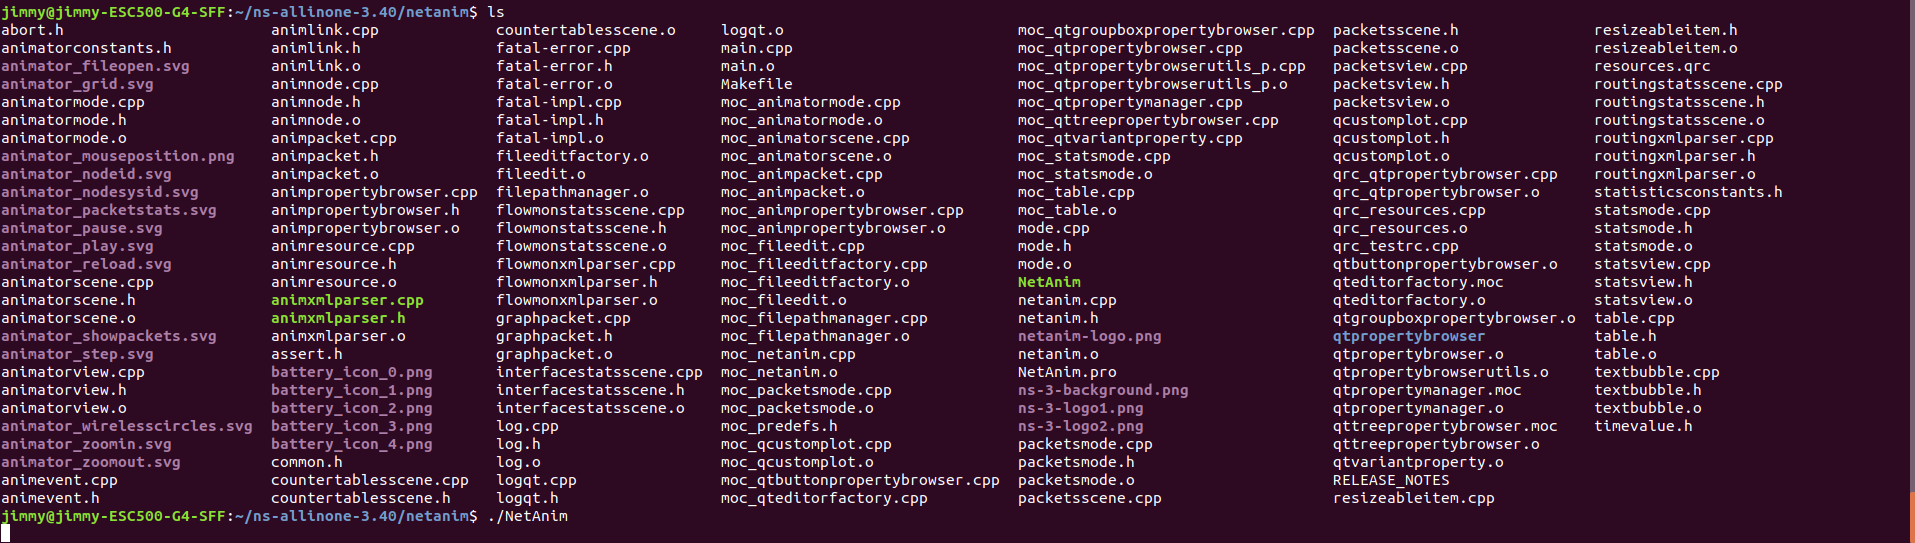 jimmy@jimmy-ESC500-G4-SFF:~/ns-allinone-3.40/netanim$ ls
abort.h animlink.cpp countertablesscene.o logqt.o moc_qtgroupboxpropertybrowser.cpp packetsscene.h resizeableitem.h
animatorconstants.h animlink.h fatal-error.cpp main.cpp moc_qtpropertybrowser.cpp packetsscene.o resizeableitem.o
animator_fileopen.svg animlink.o fatal-error.h main.o moc_qtpropertybrowserutils_p.cpp packetsview.cpp resources.qrc
animator_grid.svg animnode.cpp fatal-error.o Makefile moc_qtpropertybrowserutils_p.o packetsview.h routingstatsscene.cpp
animatormode.cpp animnode.h fatal-impl.cpp moc_animatormode.cpp moc_qtpropertymanager.cpp packetsview.o routingstatsscene.h
animatormode.h animnode.o fatal-impl.h moc_animatormode.o moc_qttreepropertybrowser.cpp qcustomplot.cpp routingstatsscene.o
animatormode.o animpacket.cpp fatal-impl.o moc_animatorscene.cpp moc_qtvariantproperty.cpp qcustomplot.h routingxmlparser.cpp
animator_mouseposition.png animpacket.h fileeditfactory.o moc_animatorscene.o moc_statsmode.cpp qcustomplot.o routingxmlparser.h
animator_nodeid.svg animpacket.o fileedit.o moc_animpacket.cpp moc_statsmode.o qrc_qtpropertybrowser.cpp routingxmlparser.o
animator_nodesysid.svg animpropertybrowser.cpp filepathmanager.o moc_animpacket.o moc_table.cpp qrc_qtpropertybrowser.o statisticsconstants.h
animator_packetstats.svg animpropertybrowser.h flowmonstatsscene.cpp moc_animpropertybrowser.cpp moc_table.o qrc_resources.cpp statsmode.cpp
animator_pause.svg animpropertybrowser.o flowmonstatsscene.h moc_animpropertybrowser.o mode.cpp qrc_resources.o statsmode.h
animator_play.svg animresource.cpp flowmonstatsscene.o moc_fileedit.cpp mode.h qrc_testrc.cpp statsmode.o
animator_reload.svg animresource.h flowmonxmlparser.cpp moc_fileeditfactory.cpp mode.o qtbuttonpropertybrowser.o statsview.cpp
animatorscene.cpp animresource.o flowmonxmlparser.h moc_fileeditfactory.o NetAnim qteditorfactory.moc statsview.h
animatorscene.h animxmlparser.cpp flowmonxmlparser.o moc_fileedit.o netanim.cpp qteditorfactory.o statsview.o
animatorscene.o animxmlparser.h graphpacket.cpp moc_filepathmanager.cpp netanim.h qtgroupboxpropertybrowser.o table.cpp
animator_showpackets.svg animxmlparser.o graphpacket.h moc_filepathmanager.o netanim-logo.png qtpropertybrowser table.h
animator_step.svg assert.h graphpacket.o moc_netanim.cpp netanim.o qtpropertybrowser.o table.o
animatorview.cpp battery_icon_0.png interfacestatsscene.cpp moc_netanim.o NetAnim.pro qtpropertybrowserutils.o textbubble.cpp
animatorview.h battery_icon_1.png interfacestatsscene.h moc_packetsmode.cpp ns-3-background.png qtpropertymanager.moc textbubble.h
animatorview.o battery_icon_2.png interfacestatsscene.o moc_packetsmode.o ns-3-logo1.png qtpropertymanager.o textbubble.o
animator_wirelesscircles.svg battery_icon_3.png log.cpp moc_predefs.h ns-3-logo2.png qttreepropertybrowser.moc timevalue.h
animator_zoomin.svg battery_icon_4.png log.h moc_qcustomplot.cpp packetsmode.cpp qttreepropertybrowser.o
animator_zoomout.svg common.h log.o moc_qcustomplot.o packetsmode.h qtvariantproperty.o
animevent.cpp countertablesscene.cpp logqt.cpp moc_qtbuttonpropertybrowser.cpp packetsmode.o RELEASE_NOTES
animevent.h countertablesscene.h logqt.h moc_qteditorfactory.cpp packetsscene.cpp resizeableitem.cpp
jimmy@jimmy-ESC500-G4-SFF:~/ns-allinone-3.40/netanim$ ./NetAnim